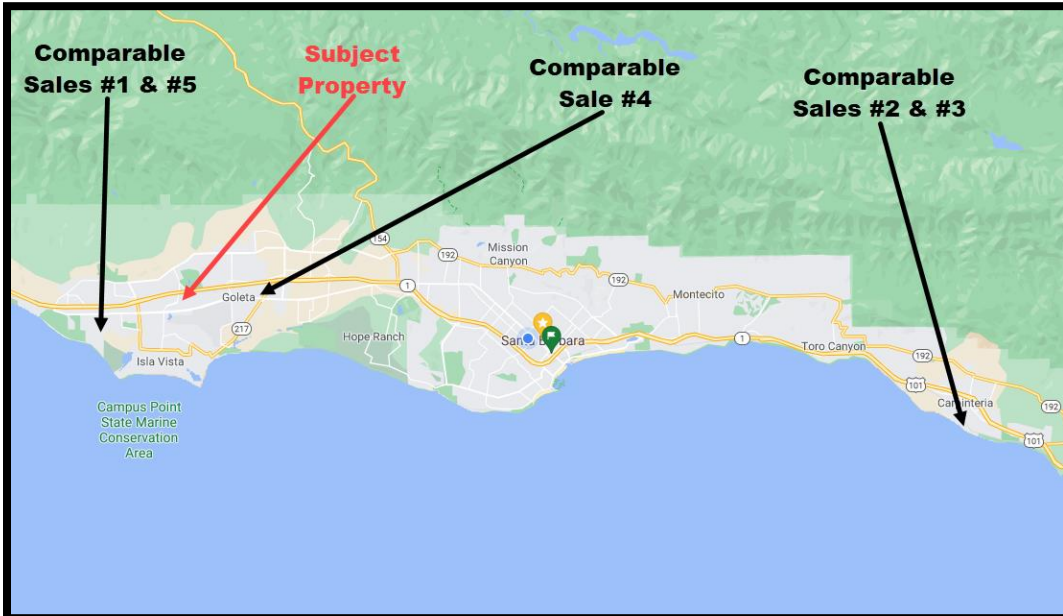 Comparable
Sales #1 & #5
Subject
Property
Comparable
Sale #4
Comparable
Sales #2 & #3
154
192
Mission
Canyon
192
1
Goleta
Montecito
217
Hope Ranch
Santa Barbara
1
Toro Canyon
192
Isla Vista
101
Carpinteria
192
Campus Point
State Marine
Conservation
Area
101